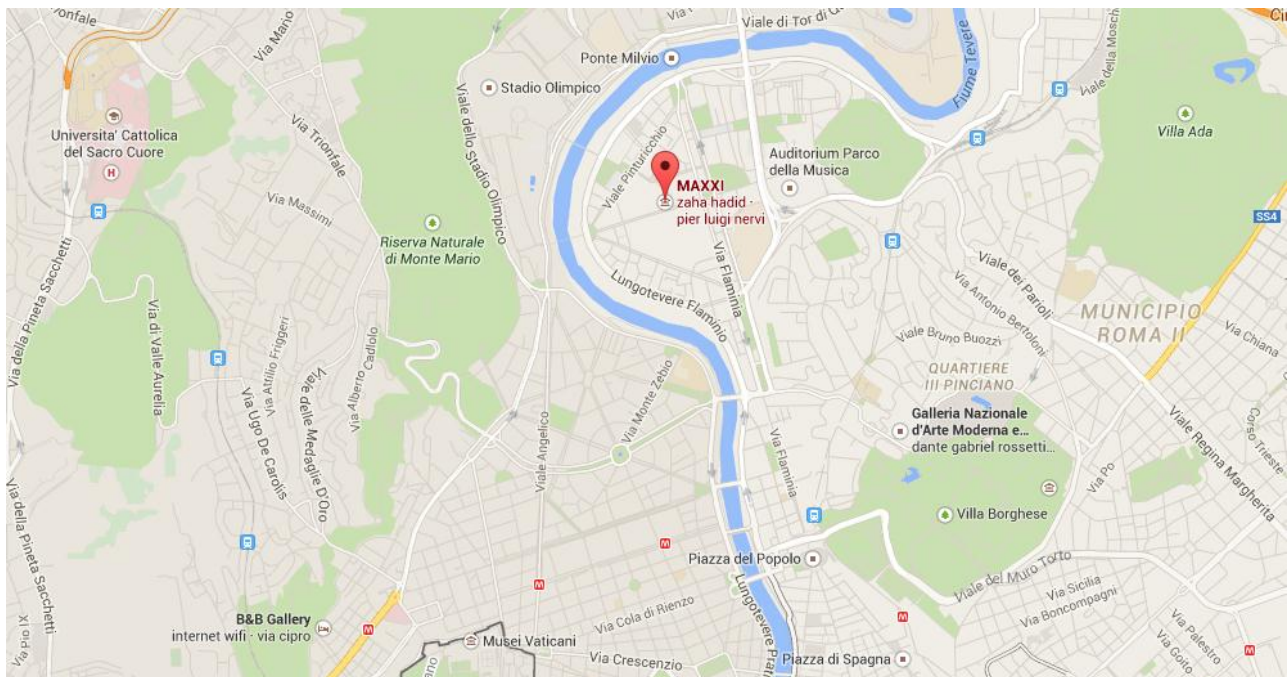 Via Mario
Viale di Tor di
Ponte Milvio
Fiume Tevere
Viale della Mosch
Stadio Olimpico
Universita' Cattolica
del Sacro Cuore
H
Via Trionfale
Viale dello Stadio Olimpico
Viale Pinturicchio
MAXXI
zaha hadid ·
pier luigi nervi
Auditorium Parco
della Musica
Villa Ada
Via Massimi
Riserva Naturale
di Monte Mario
SS4
Via della Pineta Sacchetti
Via di Valle Aurelia
Via Attilio Friggeri
Via Alberto Cadlolo
Lungotevere Flaminio
Via Flaminia
Viale dei Parioli
Via Antonio Bertoloni
MUNICIPIO
ROMA II
Via Chiana
Viale Bruno Buozzi
QUARTIERE
III PINCIANO
Via Ugo De Carolis
Viale delle Medaglie D'Oro
Viale Angelico
Via Monte Zebio
Galleria Nazionale
d'Arte Moderna e...
dante gabriel rossetti...
Via Flaminia
Viale Regina Margherita
Corso Trieste
Via Po
Via della Pineta Sacchetti
Villa Borghese
M
Piazza del Popolo
M
Viale del Muro Torto
Via Sicilia
Via Boncompagni
B&B Gallery
internet wifi · via cipro
M
Musei Vaticani
Via Cola di Rienzo
Lungotevere Prati
M
M
Via Pio IX
Via Crescenzio
Piazza di Spagna
Via Palestro
Via Goito